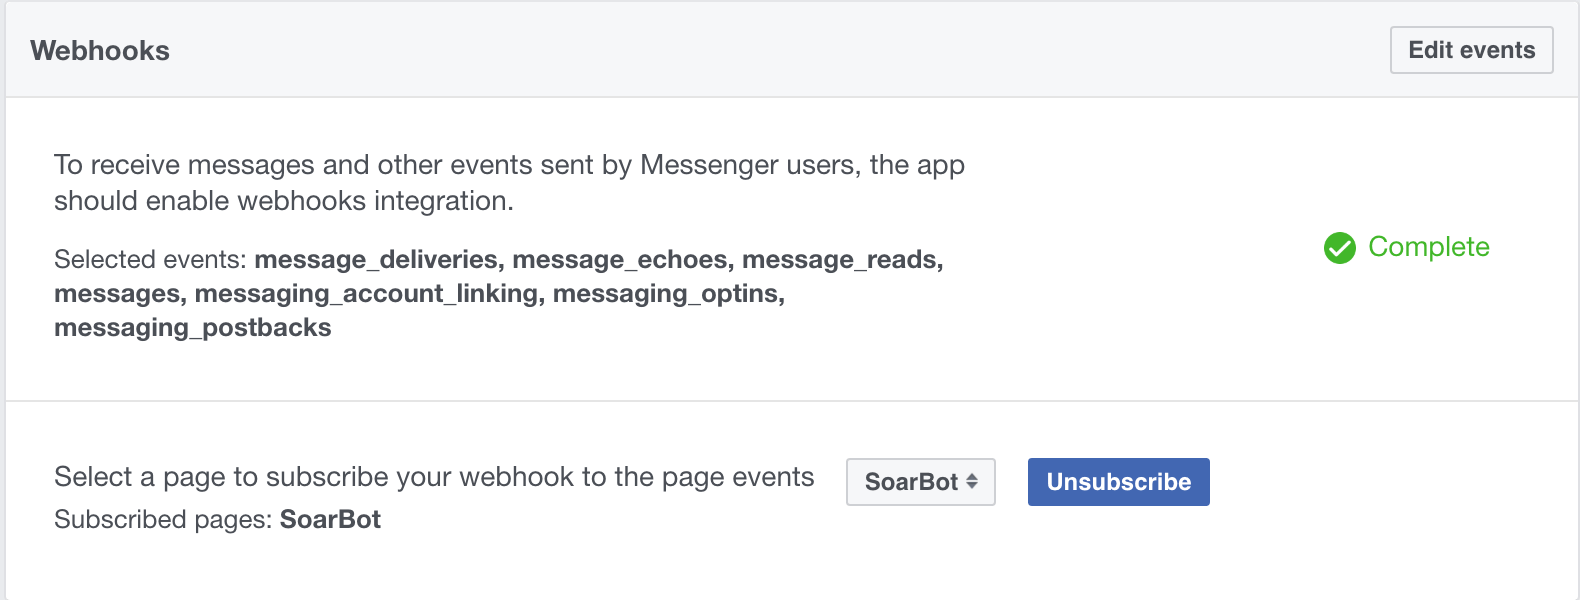 Webhooks
Edit events
To receive messages and other events sent by Messenger users, the app
should enable webhooks integration.
Selected events: message_deliveries, message_echoes, message_reads,
messages, messaging_account_linking, messaging_optins,
messaging_postbacks
Complete
Select a page to subscribe your webhook to the page events
SoarBot
Unsubscribe
Subscribed pages: SoarBot